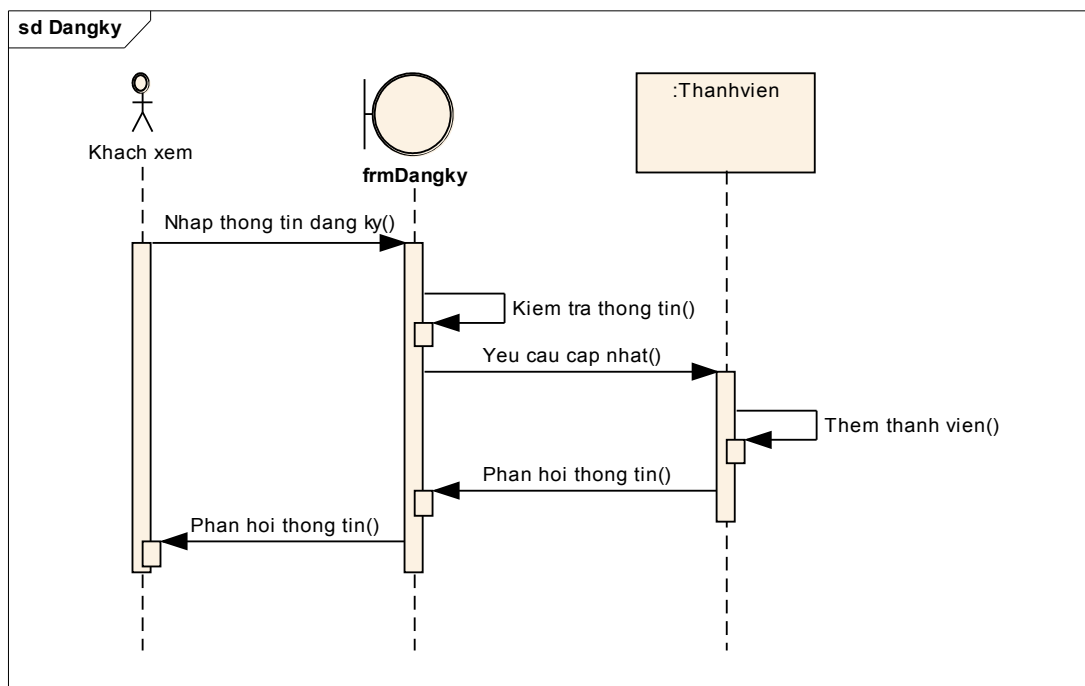 sd Dangky
Khach xem
frmDangky
:Thanhvien
Nhap thong tin dang ky()
Kiem tra thong tin()
Yeu cau cap nhat()
Them thanh vien()
Phan hoi thong tin()
Phan hoi thong tin()